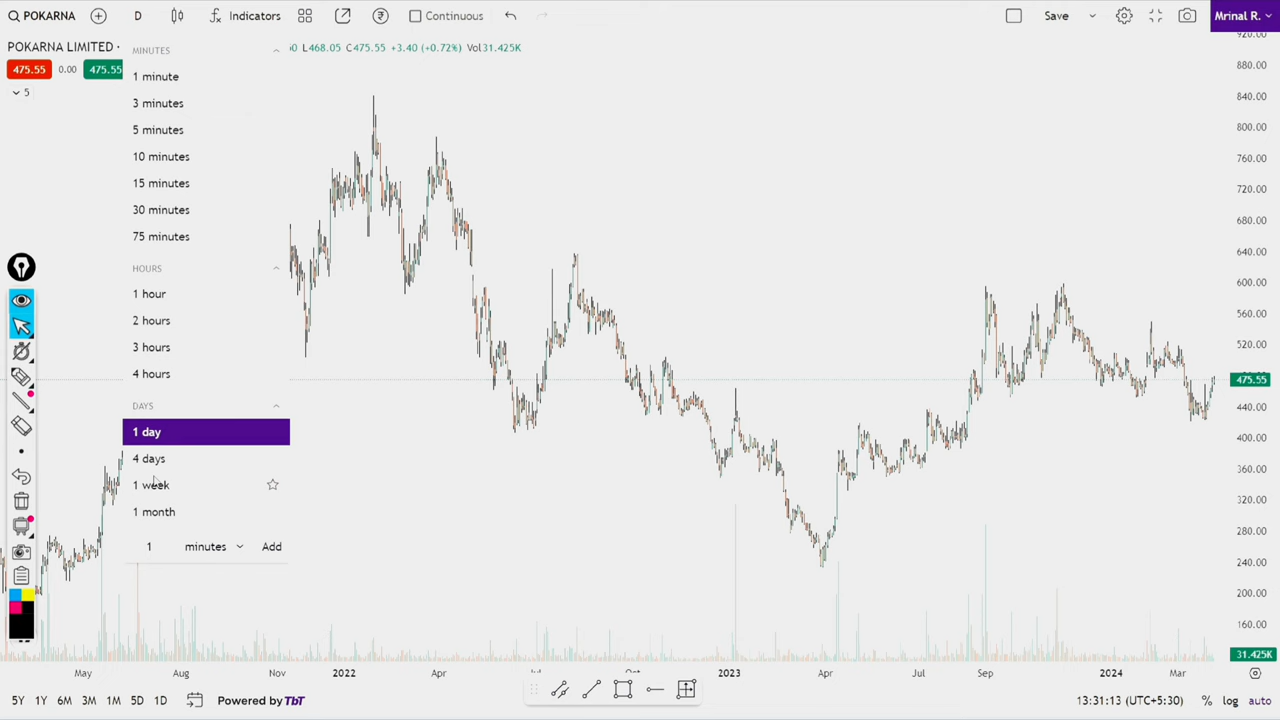 POKARNA D Indicators Continuous Save Mrinal R.
POKARNA LIMITED · L468.05 C475.55 +3.40 (+0.72%) Vol31.425K
475.55 0.00 475.55
5
MINUTES
1 minute
3 minutes
5 minutes
10 minutes
15 minutes
30 minutes
75 minutes
HOURS
1 hour
2 hours
3 hours
4 hours
DAYS
1 day
4 days
1 week
1 month
1 minutes Add
920.00
880.00
840.00
800.00
760.00
720.00
680.00
640.00
600.00
560.00
520.00
475.55
440.00
400.00
360.00
320.00
280.00
240.00
200.00
160.00
31.425K
May Aug Nov 2022 Apr Jul Oct 2023 Apr Jul Sep 2024 Mar
5Y 1Y 6M 3M 1M 5D 1D Powered by TbT 13:31:13 (UTC+5:30) % log auto